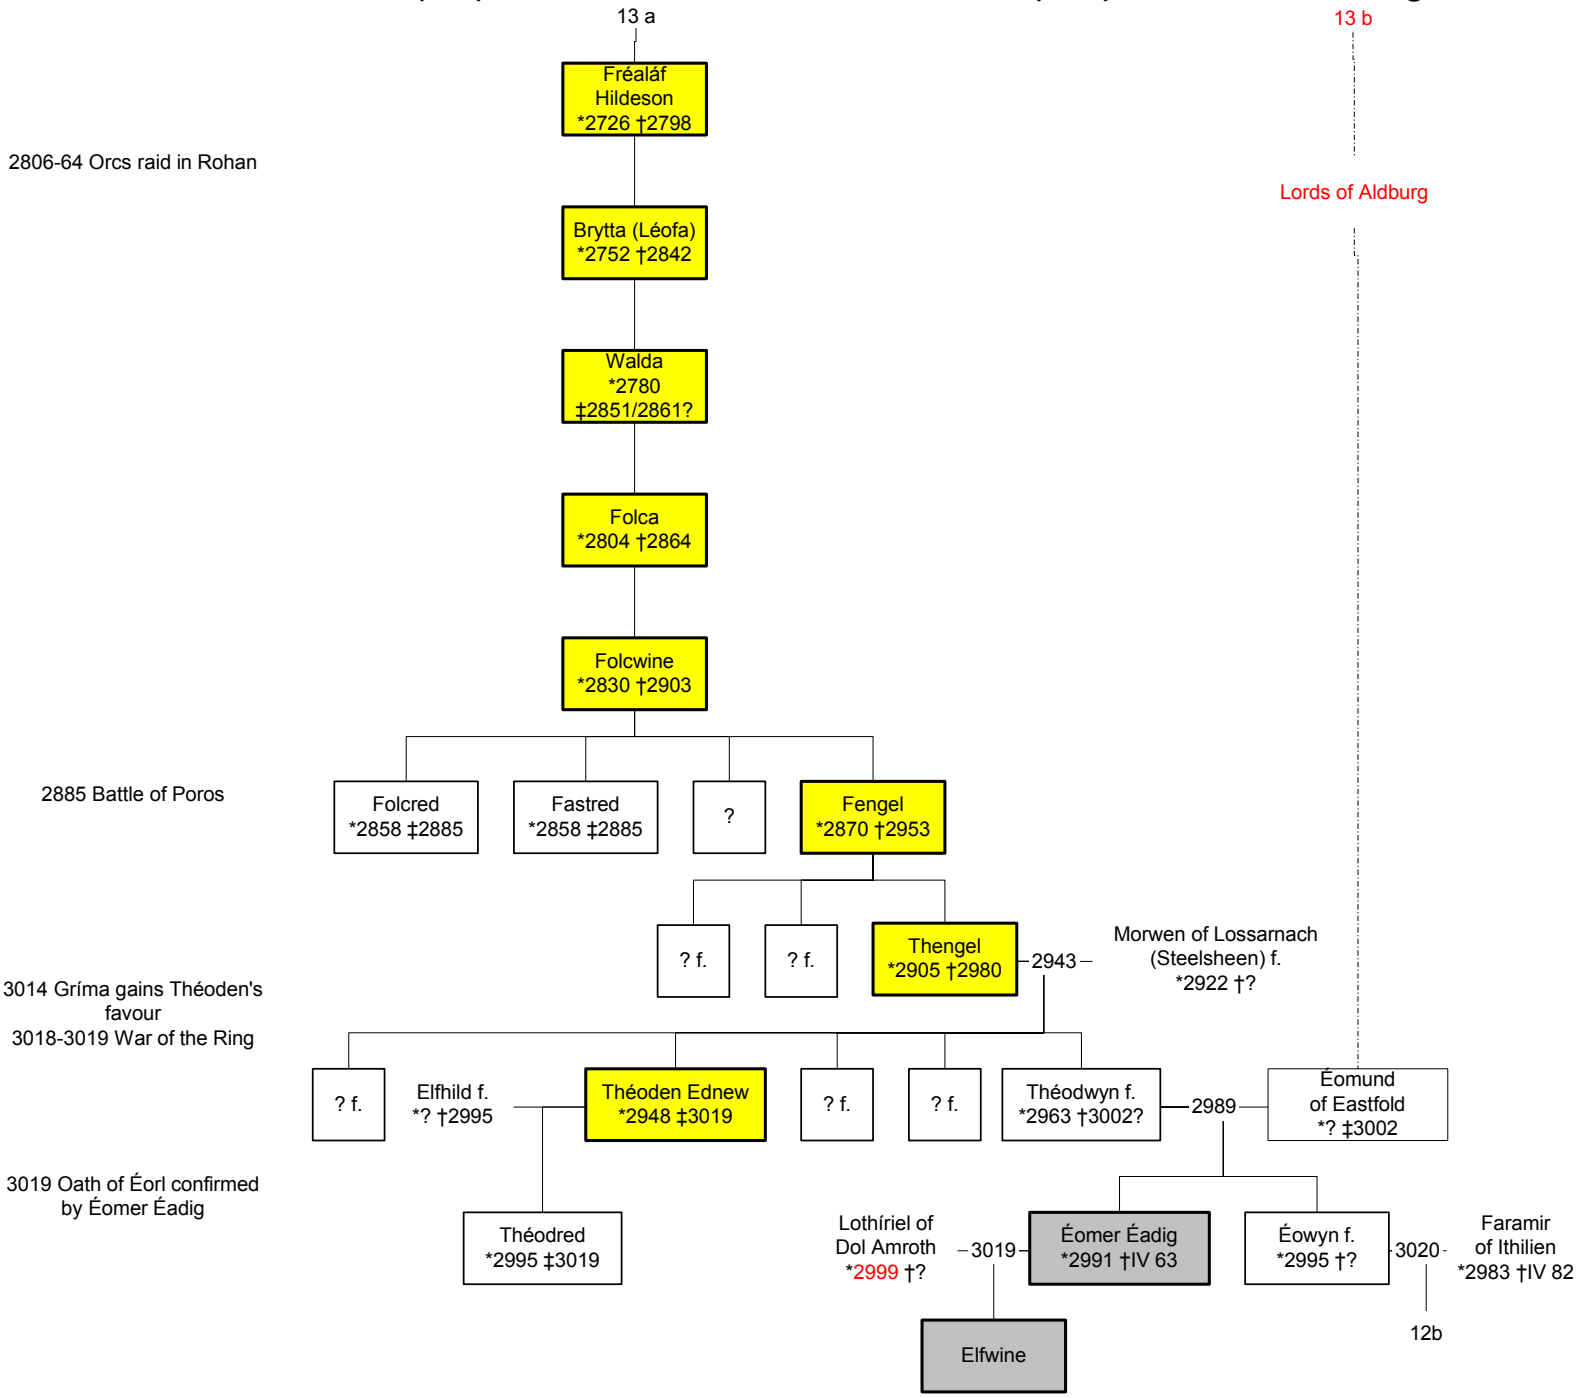 13 a
13 b
Fréaláf
Hildeson
*2726 †2798
2806-64 Orcs raid in Rohan
Lords of Aldburg
Brytta (Léofa)
*2752 †2842
Walda
*2780
‡2851/2861?
Folca
*2804 †2864
Folcwine
*2830 †2903
2885 Battle of Poros
Folcred
*2858 ‡2885
Fastred
*2858 ‡2885
?
Fengel
*2870 †2953
? f.
? f.
Thengel
*2905 †2980
2943
Morwen of Lossarnach
(Steelsheen) f.
*2922 †?
3014 Gríma gains Théoden's
favour
3018-3019 War of the Ring
? f.
Elfhild f.
*? †2995
Théoden Ednew
*2948 ‡3019
? f.
? f.
Théodwyn f.
*2963 †3002?
2989
Éomund
of Eastfold
*? ‡3002
3019 Oath of Éorl confirmed
by Éomer Éadig
Théodred
*2995 ‡3019
Lothíriel of
Dol Amroth
*2999 †?
3019
Éomer Éadig
*2991 †IV 63
Éowyn f.
*2995 †?
3020
Faramir
of Ithilien
*2983 †IV 82
12b
Elfwine